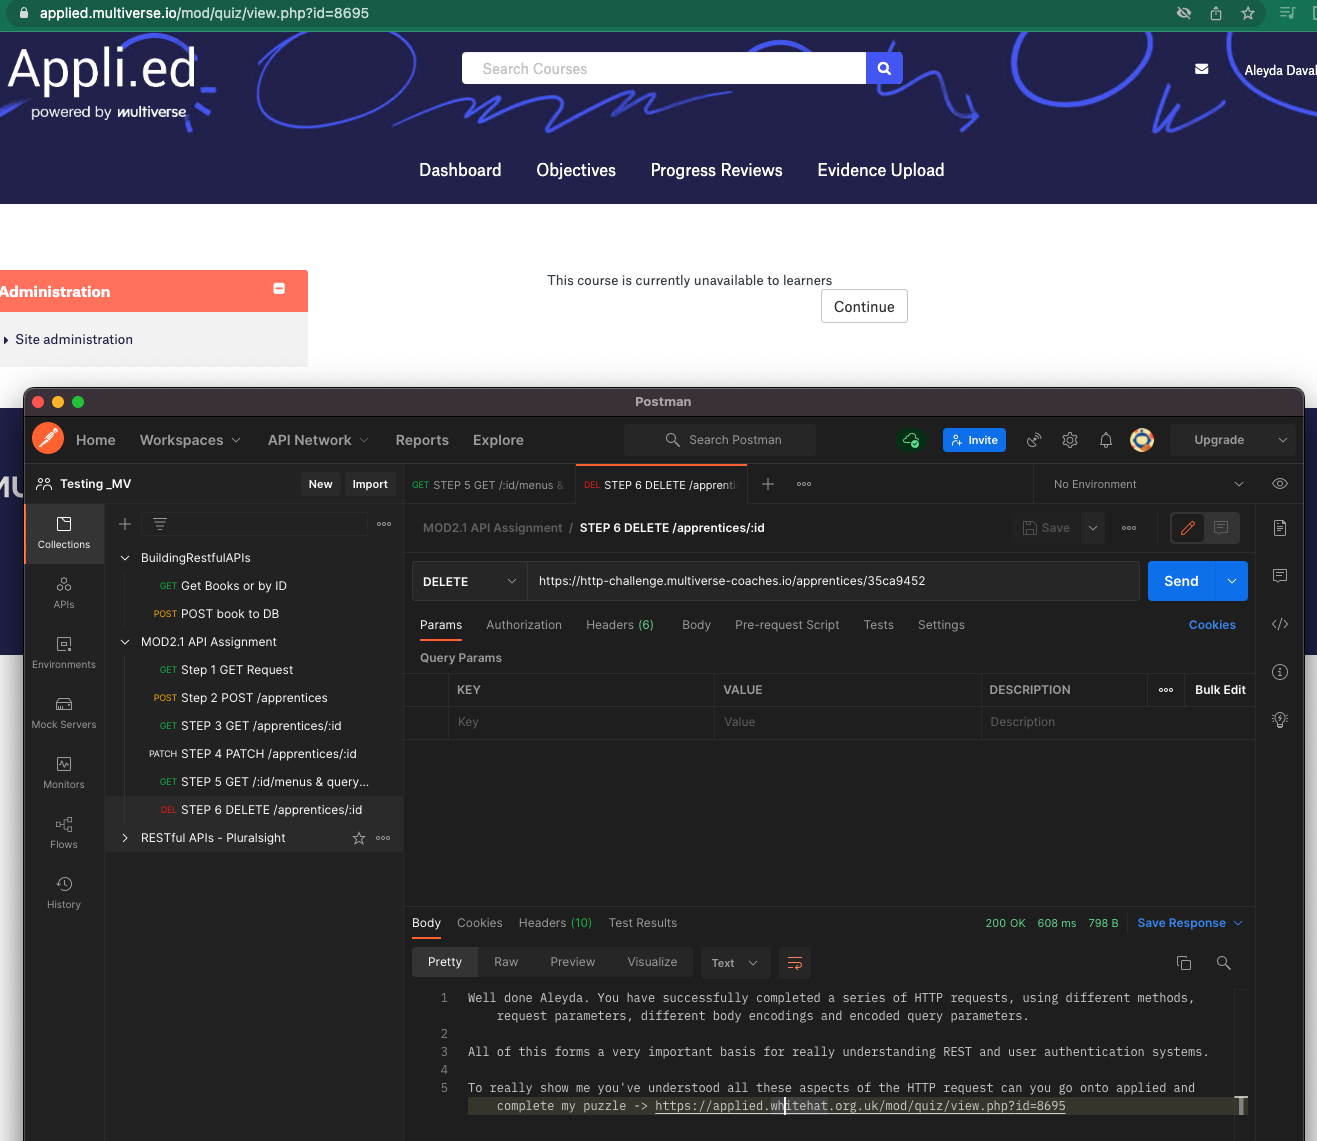 applied.multiverse.io/mod/quiz/view.php?id=8695
Appli.ed
powered by multiverse
Search Courses
Aleyda Daval
Dashboard Objectives Progress Reviews Evidence Upload
Administration
Site administration
This course is currently unavailable to learners
Continue
Postman
Home Workspaces API Network Reports Explore Search Postman Invite Upgrade
Testing _MV New Import
GET STEP 5 GET /:id/menus & DEL STEP 6 DELETE /apprenti No Environment
Collections
APIs
Environments
Mock Servers
Monitors
Flows
History
BuildingRestfulAPIs
GET Get Books or by ID
POST POST book to DB
MOD2.1 API Assignment
GET Step 1 GET Request
POST Step 2 POST /apprentices
GET STEP 3 GET /apprentices/:id
PATCH STEP 4 PATCH /apprentices/:id
GET STEP 5 GET /:id/menus & query...
DEL STEP 6 DELETE /apprentices/:id
RESTful APIs - Pluralsight
MOD2.1 API Assignment / STEP 6 DELETE /apprentices/:id Save
DELETE https://http-challenge.multiverse-coaches.io/apprentices/35ca9452 Send
Params Authorization Headers (6) Body Pre-request Script Tests Settings Cookies
Query Params
KEY VALUE DESCRIPTION Bulk Edit
Key Value Description
Body Cookies Headers (10) Test Results 200 OK 608 ms 798 B Save Response
Pretty Raw Preview Visualize Text
1 Well done Aleyda. You have successfully completed a series of HTTP requests, using different methods,
request parameters, different body encodings and encoded query parameters.
2
3 All of this forms a very important basis for really understanding REST and user authentication systems.
4
5 To really show me you've understood all these aspects of the HTTP request can you go onto applied and
complete my puzzle -> https://applied.whitehat.org.uk/mod/quiz/view.php?id=8695